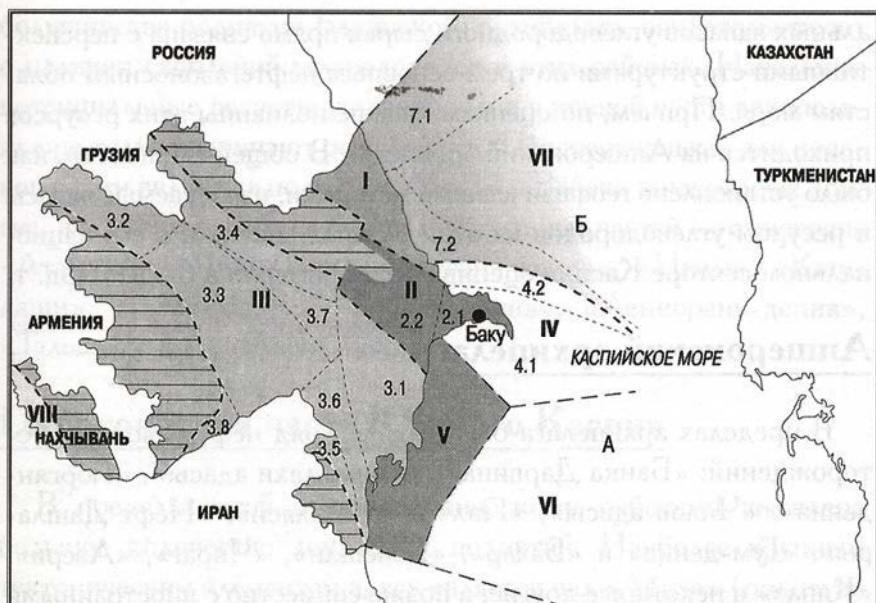 РОССИЯ
КАЗАХСТАН
7.1
ГРУЗИЯ
VII
I
ТУРКМЕНИСТАН
3.2
3.4
Б
7.2
3.3
III
II
4.2
3.7
2.2
2.1
IV
АРМЕНИЯ
Баку
4.1
КАСПИЙСКОЕ МОРЕ
3.1
3.6
VIII
V
А
НАХЧЫВАНЬ
3.8
3.5
ИРАН
VI